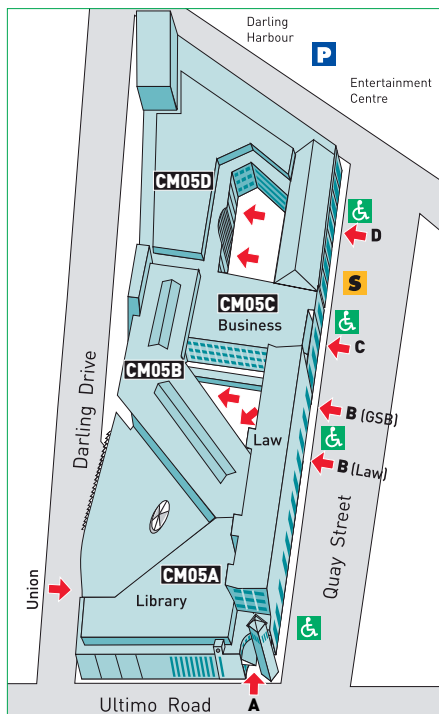 Darling
Harbour
P
Entertainment
Centre
CM05D
D
S
CM05C
Business
C
CM05B
B (GSB)
Law
B (Law)
Darling Drive
Quay Street
CM05A
Union
Library
Ultimo Road
A